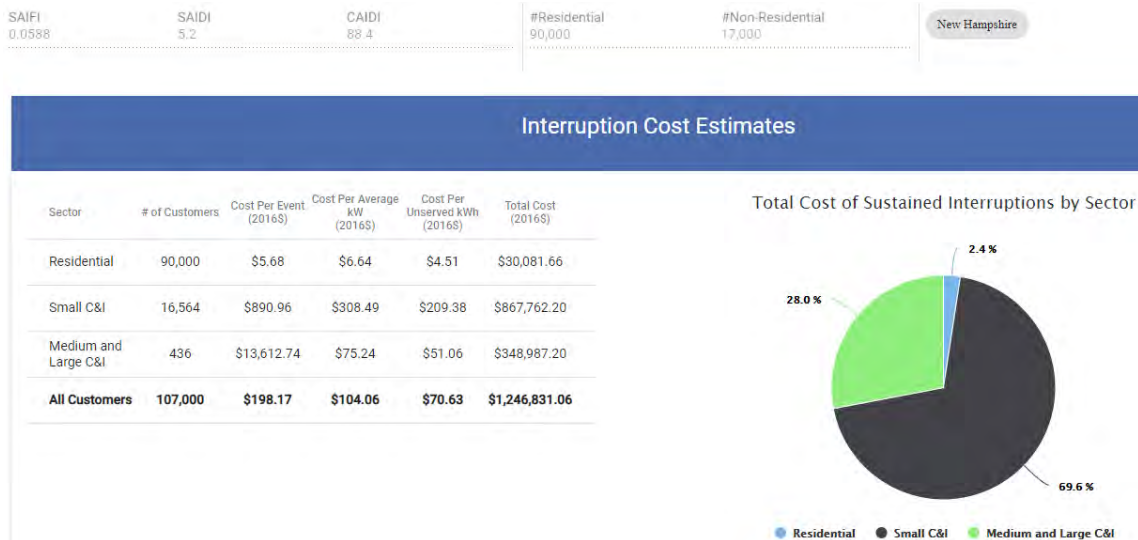 SAIFI SAIDI CAIDI #Residential #Non-Residential
0.0588 5.2 88.4 90,000 17,000
New Hampshire
Interruption Cost Estimates
Sector # of Customers Cost Per Event (2016$) Cost Per Average kW (2016$) Cost Per Unserved kWh (2016$) Total Cost (2016$)
Residential 90,000 $5.68 $6.64 $4.51 $30,081.66
Small C&I 16,564 $890.96 $308.49 $209.38 $867,762.20
Medium and Large C&I 436 $13,612.74 $75.24 $51.06 $348,987.20
All Customers 107,000 $198.17 $104.06 $70.63 $1,246,831.06
Total Cost of Sustained Interruptions by Sector
2.4 %
28.0 %
69.6 %
Residential Small C&I Medium and Large C&I